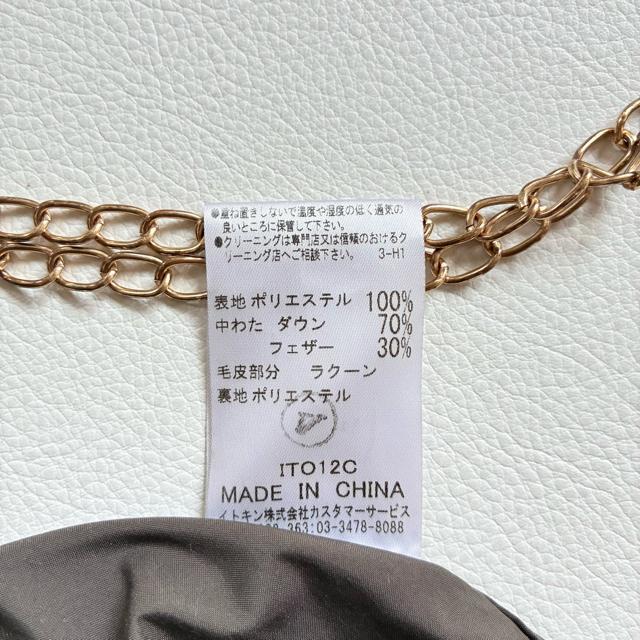 ●重ね置きしないで温度や湿度の低く通気の
良いところに保管して下さい。
●クリーニングは専門店又は信頼のおけるク
リーニング店へご相談下さい。 3-H1
表地 ポリエステル 100%
中わた ダウン 70%
フェザー 30%
毛皮部分 ラクーン
裏地 ポリエステル
ITO12C
MADE IN CHINA
イトキン株式会社カスタマーサービス
363:03-3478-8088